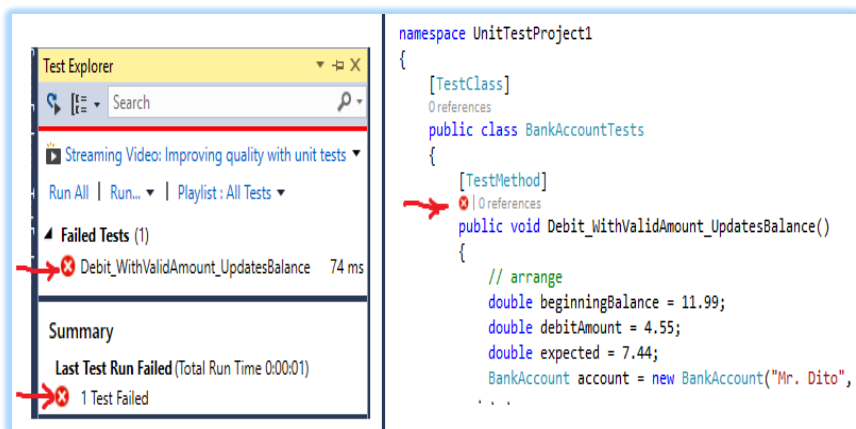 Test Explorer
Search
Streaming Video: Improving quality with unit tests
Run All | Run... | Playlist : All Tests
Failed Tests (1)
Debit_WithValidAmount_UpdatesBalance 74 ms
Summary
Last Test Run Failed (Total Run Time 0:00:01)
1 Test Failed
namespace UnitTestProject1
{
[TestClass]
0 references
public class BankAccountTests
{
[TestMethod]
| 0 references
public void Debit_WithValidAmount_UpdatesBalance()
{
// arrange
double beginningBalance = 11.99;
double debitAmount = 4.55;
double expected = 7.44;
BankAccount account = new BankAccount("Mr. Dito",
. . .